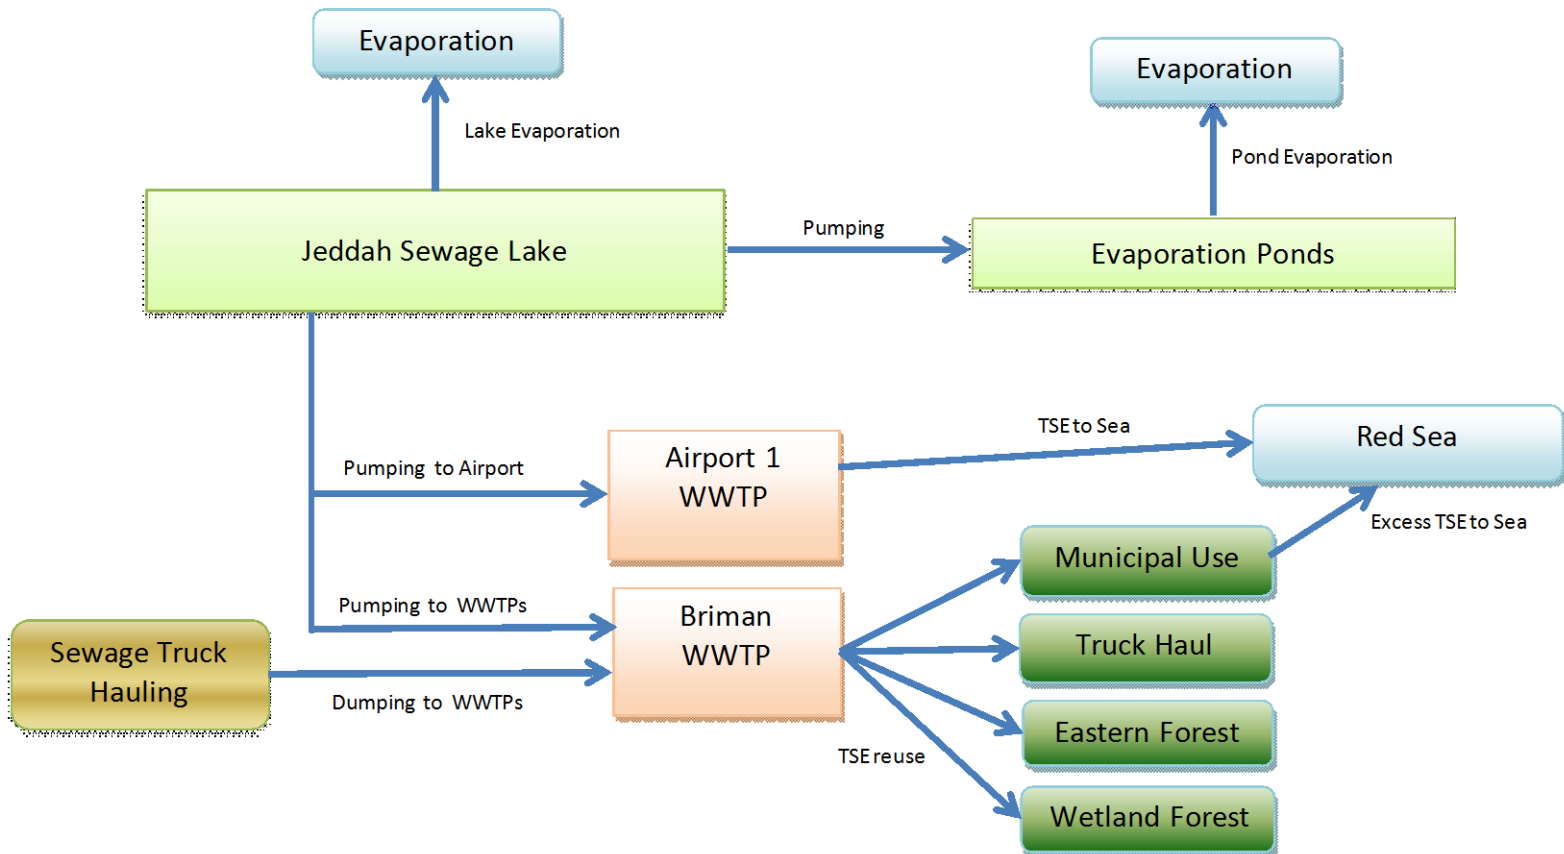 Evaporation
Evaporation
Lake Evaporation
Pond Evaporation
Jeddah Sewage Lake
Pumping
Evaporation Ponds
TSE to Sea
Red Sea
Pumping to Airport
Airport 1
WWTP
Excess TSE to Sea
Municipal Use
Pumping to WWTPs
Briman
WWTP
Sewage Truck
Hauling
Truck Haul
Dumping to WWTPs
Eastern Forest
TSE reuse
Wetland Forest